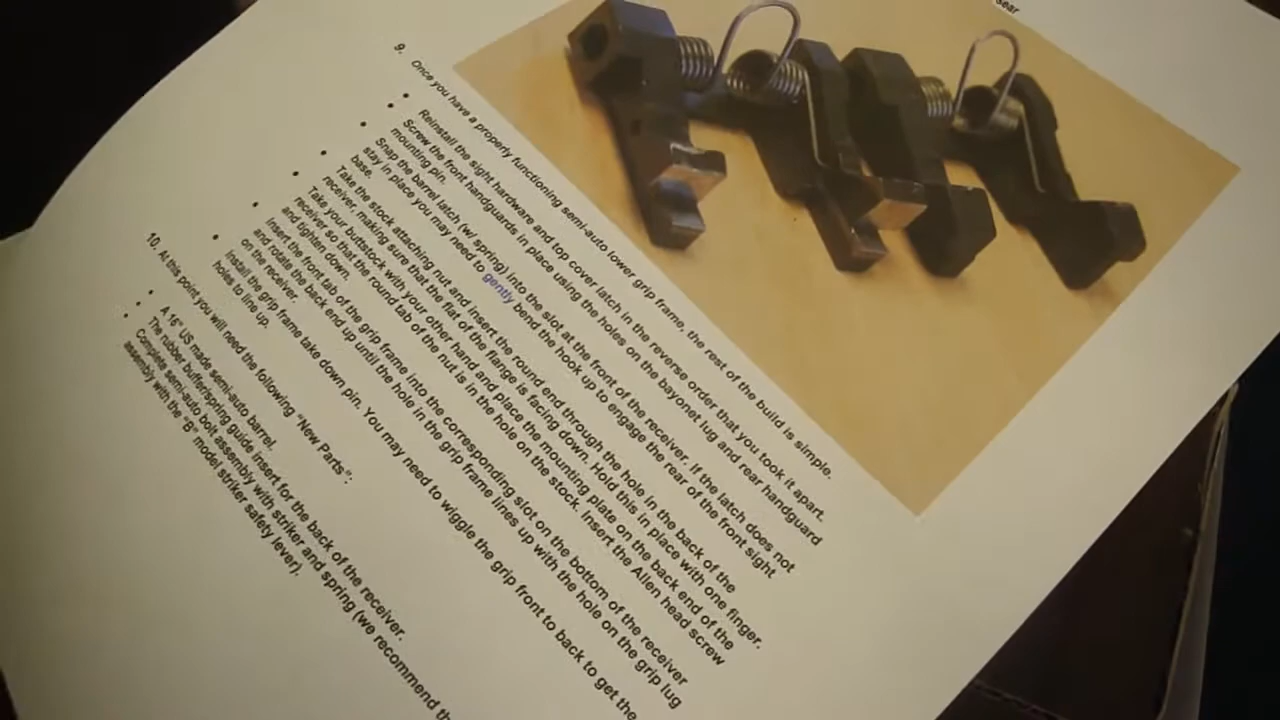 sear
9. Once you have a properly functioning semi-auto lower grip frame, the rest of the build is simple.
• Reinstall the sight hardware and top cover latch in the reverse order that you took it apart.
• Screw the front handguards in place using the holes on the bayonet lug and rear handguard
mounting pin.
• Snap the barrel latch (w/ spring) into the slot at the front of the receiver. if the latch does not
stay in place you may need to gently bend the hook up to engage the rear of the front sight
base.
• Take the stock attaching nut and insert the round end through the hole in the back of the
receiver, making sure that the flat of the flange is facing down. Hold this in place with one finger.
• Take your buttstock with your other hand and place the mounting plate on the back end of the
receiver so that the round tab of the nut is in the hole on the stock. Insert the Allen head screw
and tighten down.
• Insert the front tab of the grip frame into the corresponding slot on the bottom of the receiver
and rotate the back end up until the hole in the grip frame lines up with the hole on the grip lug
on the receiver.
• Install the grip frame take down pin. You may need to wiggle the grip front to back to get the
holes to line up.
10. At this point you will need the following "New Parts":
• A 16" US made semi-auto barrel.
• The rubber buffer/spring guide insert for the back of the receiver.
Complete semi-auto bolt assembly with striker and spring (we recommend
assembly with the "B" model striker safety lever).